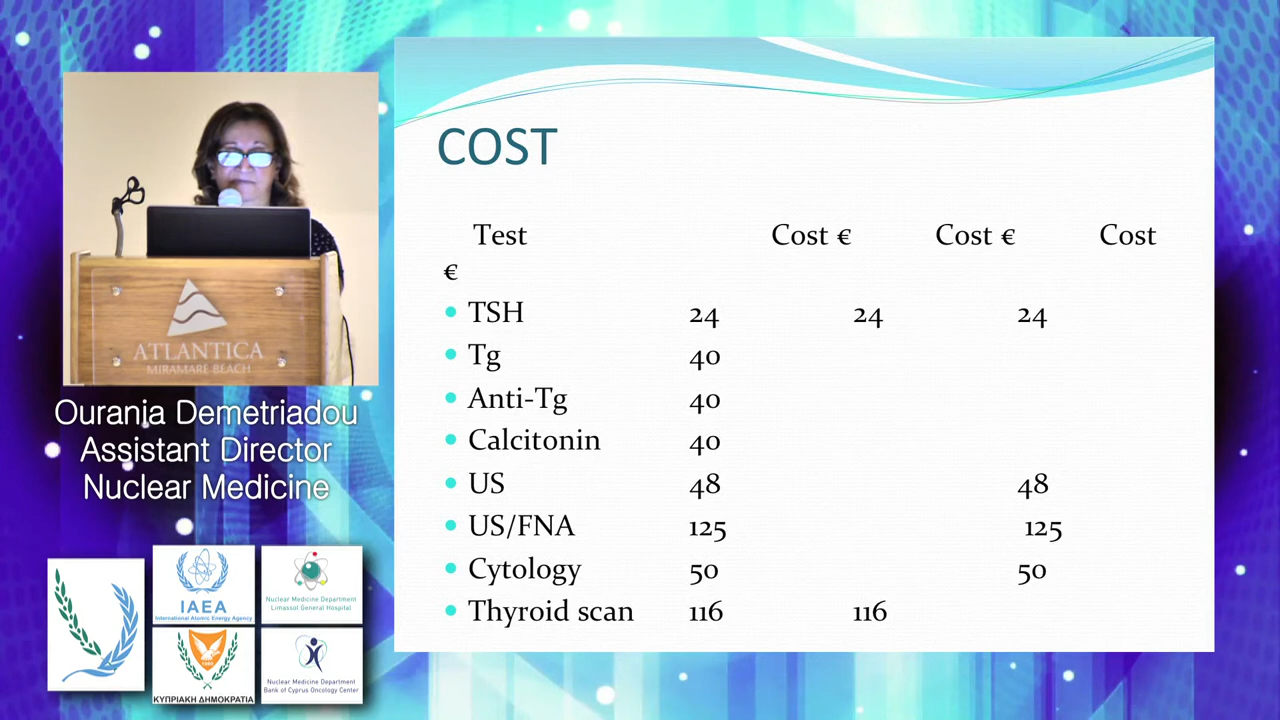 COST
Test Cost € Cost € Cost
€
• TSH 24 24 24
• Tg 40
• Anti-Tg 40
• Calcitonin 40
• US 48 48
• US/FNA 125 125
• Cytology 50 50
• Thyroid scan 116 116
ATLANTICA
MIRAMARE BEACH
Ourania Demetriadou
Assistant Director
Nuclear Medicine
IAEA
International Atomic Energy Agency
Nuclear Medicine Department
Limassol General Hospital
1960
ΚΥΠΡΙΑΚΗ ΔΗΜΟΚΡΑΤΙΑ
Nuclear Medicine Department
Bank of Cyprus Oncology Center